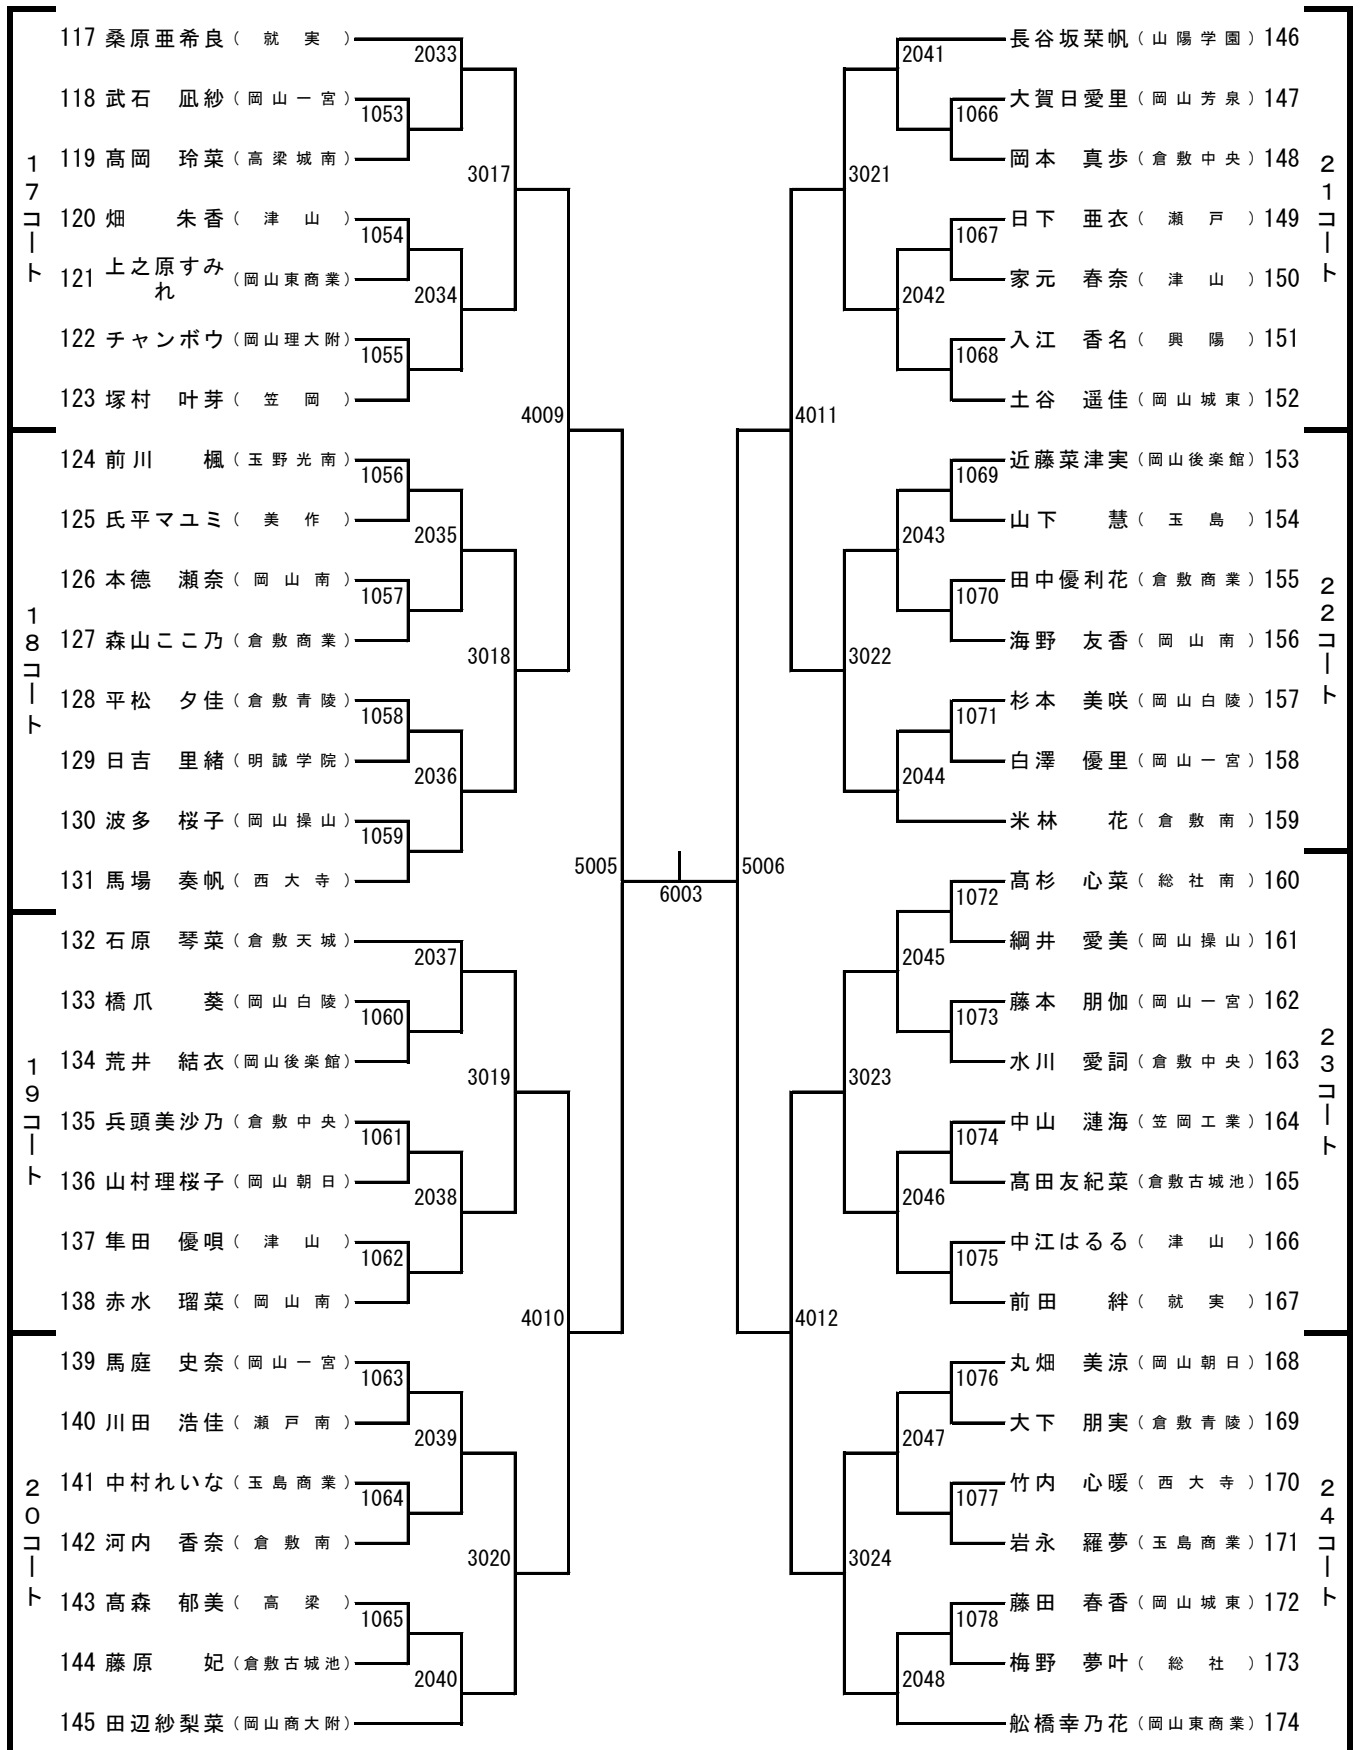 17コート
117 桑原亜希良（就実）
118 武石 凪紗（岡山一宮）
119 髙岡 玲菜（高梁城南）
120 畑 朱香（津山）
121 上之原すみれ（岡山東商業）
122 チャンボウ（岡山理大附）
123 塚村 叶芽（笠岡）
18コート
124 前川 楓（玉野光南）
125 氏平マユミ（美作）
126 本德 瀬奈（岡山南）
127 森山ここ乃（倉敷商業）
128 平松 夕佳（倉敷青陵）
129 日吉 里緒（明誠学院）
130 波多 桜子（岡山操山）
131 馬場 奏帆（西大寺）
19コート
132 石原 琴菜（倉敷天城）
133 橋爪 葵（岡山白陵）
134 荒井 結衣（岡山後楽館）
135 兵頭美沙乃（倉敷中央）
136 山村理桜子（岡山朝日）
137 隼田 優唄（津山）
138 赤水 瑠菜（岡山南）
20コート
139 馬庭 史奈（岡山一宮）
140 川田 浩佳（瀬戸南）
141 中村れいな（玉島商業）
142 河内 香奈（倉敷南）
143 髙森 郁美（高梁）
144 藤原 妃（倉敷古城池）
145 田辺紗梨菜（岡山商大附）
2033
1053
3017
1054
2034
1055
4009
1056
2035
1057
3018
1058
2036
1059
5005
2037
1060
3019
1061
2038
1062
4010
1063
2039
1064
3020
1065
2040
6003
5006
2041
1066
3021
1067
2042
1068
4011
1069
2043
1070
3022
1071
2044
1072
2045
1073
3023
1074
2046
1075
4012
1076
2047
1077
3024
1078
2048
21コート
長谷坂栞帆（山陽学園）146
大賀日愛里（岡山芳泉）147
岡本 真歩（倉敷中央）148
日下 亜衣（瀬戸）149
家元 春奈（津山）150
入江 香名（興陽）151
土谷 遥佳（岡山城東）152
22コート
近藤菜津実（岡山後楽館）153
山下 慧（玉島）154
田中優利花（倉敷商業）155
海野 友香（岡山南）156
杉本 美咲（岡山白陵）157
白澤 優里（岡山一宮）158
米林 花（倉敷南）159
23コート
髙杉 心菜（総社南）160
綱井 愛美（岡山操山）161
藤本 朋伽（岡山一宮）162
水川 愛詞（倉敷中央）163
中山 漣海（笠岡工業）164
髙田友紀菜（倉敷古城池）165
中江はるる（津山）166
前田 絆（就実）167
24コート
丸畑 美涼（岡山朝日）168
大下 朋実（倉敷青陵）169
竹内 心暖（西大寺）170
岩永 羅夢（玉島商業）171
藤田 春香（岡山城東）172
梅野 夢叶（総社）173
舩橋幸乃花（岡山東商業）174